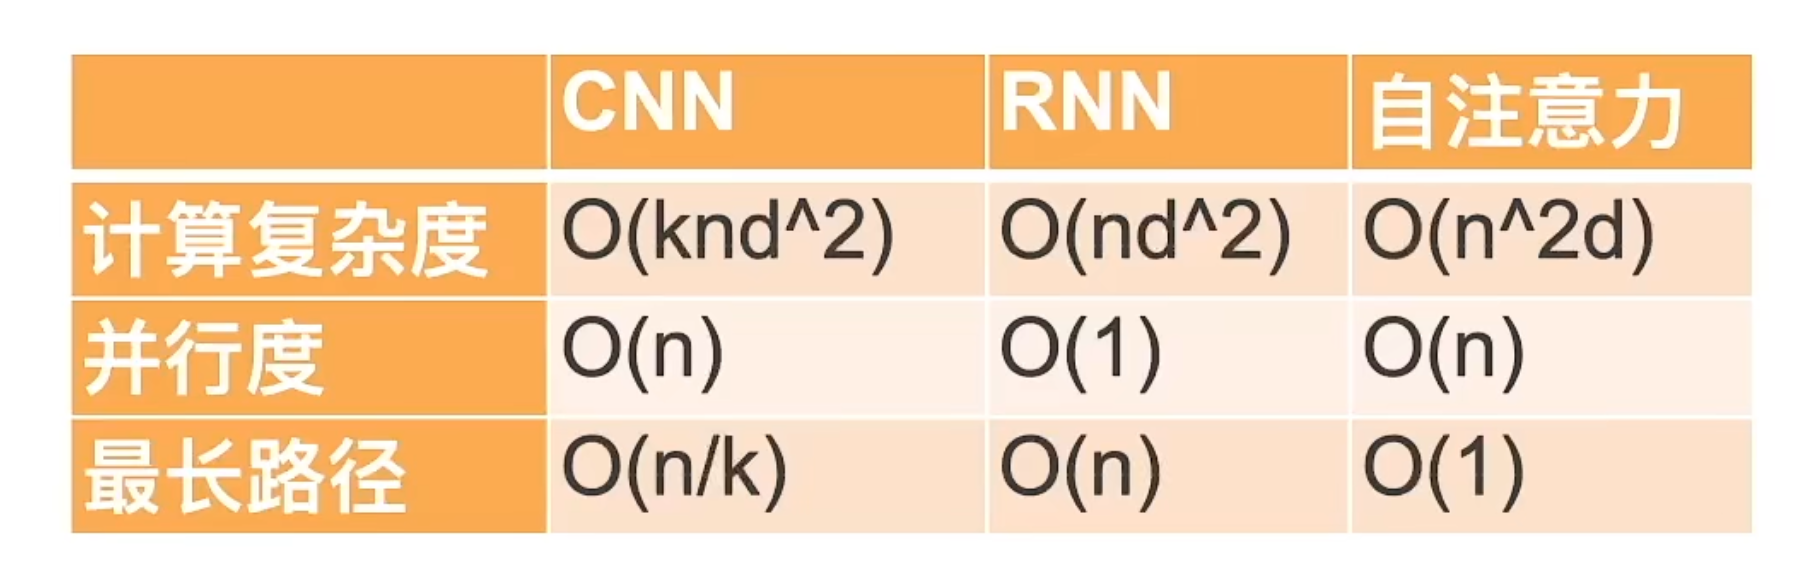 CNN RNN 自注意力
计算复杂度 O(knd^2) O(nd^2) O(n^2d)
并行度 O(n) O(1) O(n)
最长路径 O(n/k) O(n) O(1)